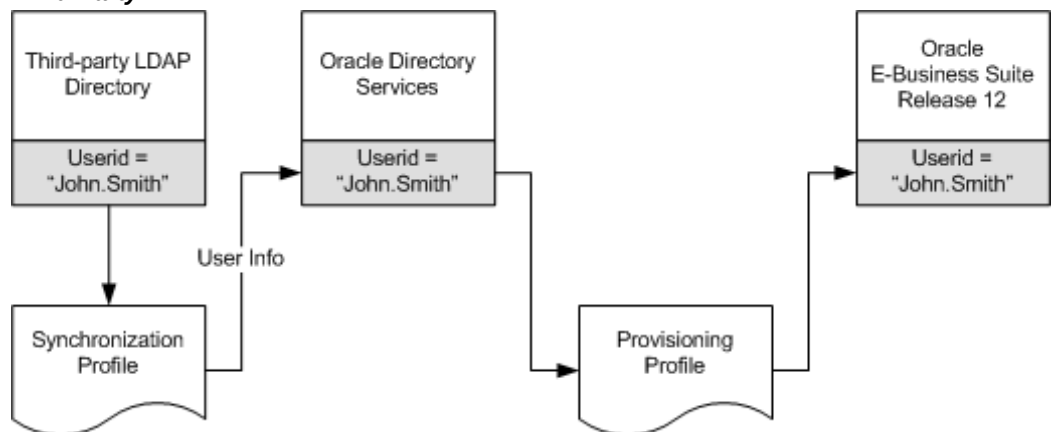 Third-party LDAP
Directory
Userid =
“John.Smith”
Oracle Directory
Services
Userid =
“John.Smith”
Oracle
E-Business Suite
Release 12
Userid =
“John.Smith”
User Info
Synchronization
Profile
Provisioning
Profile